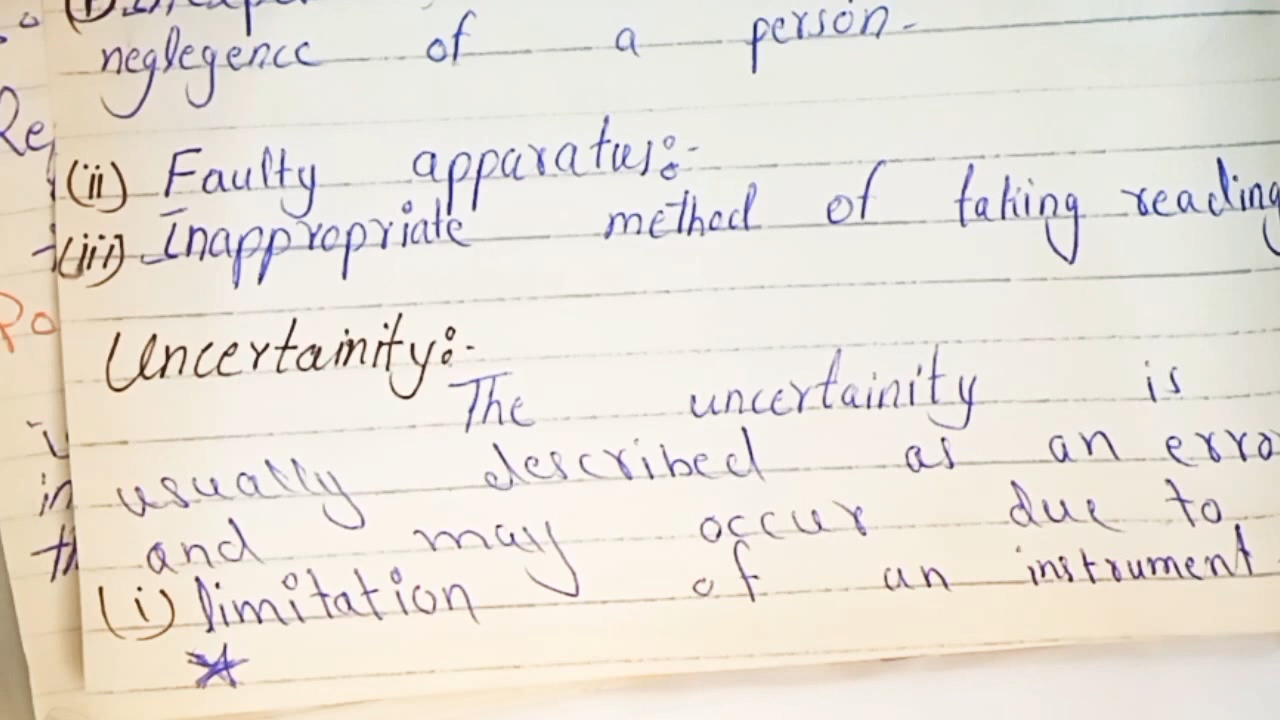 neglegence of a person-
(ii) Faulty apparatus:-
(iii) Inappropriate method of taking reading
Uncertainity:-
The uncertainity is
usually described as an erro
and may occur due to
(i) limitation of an instrument